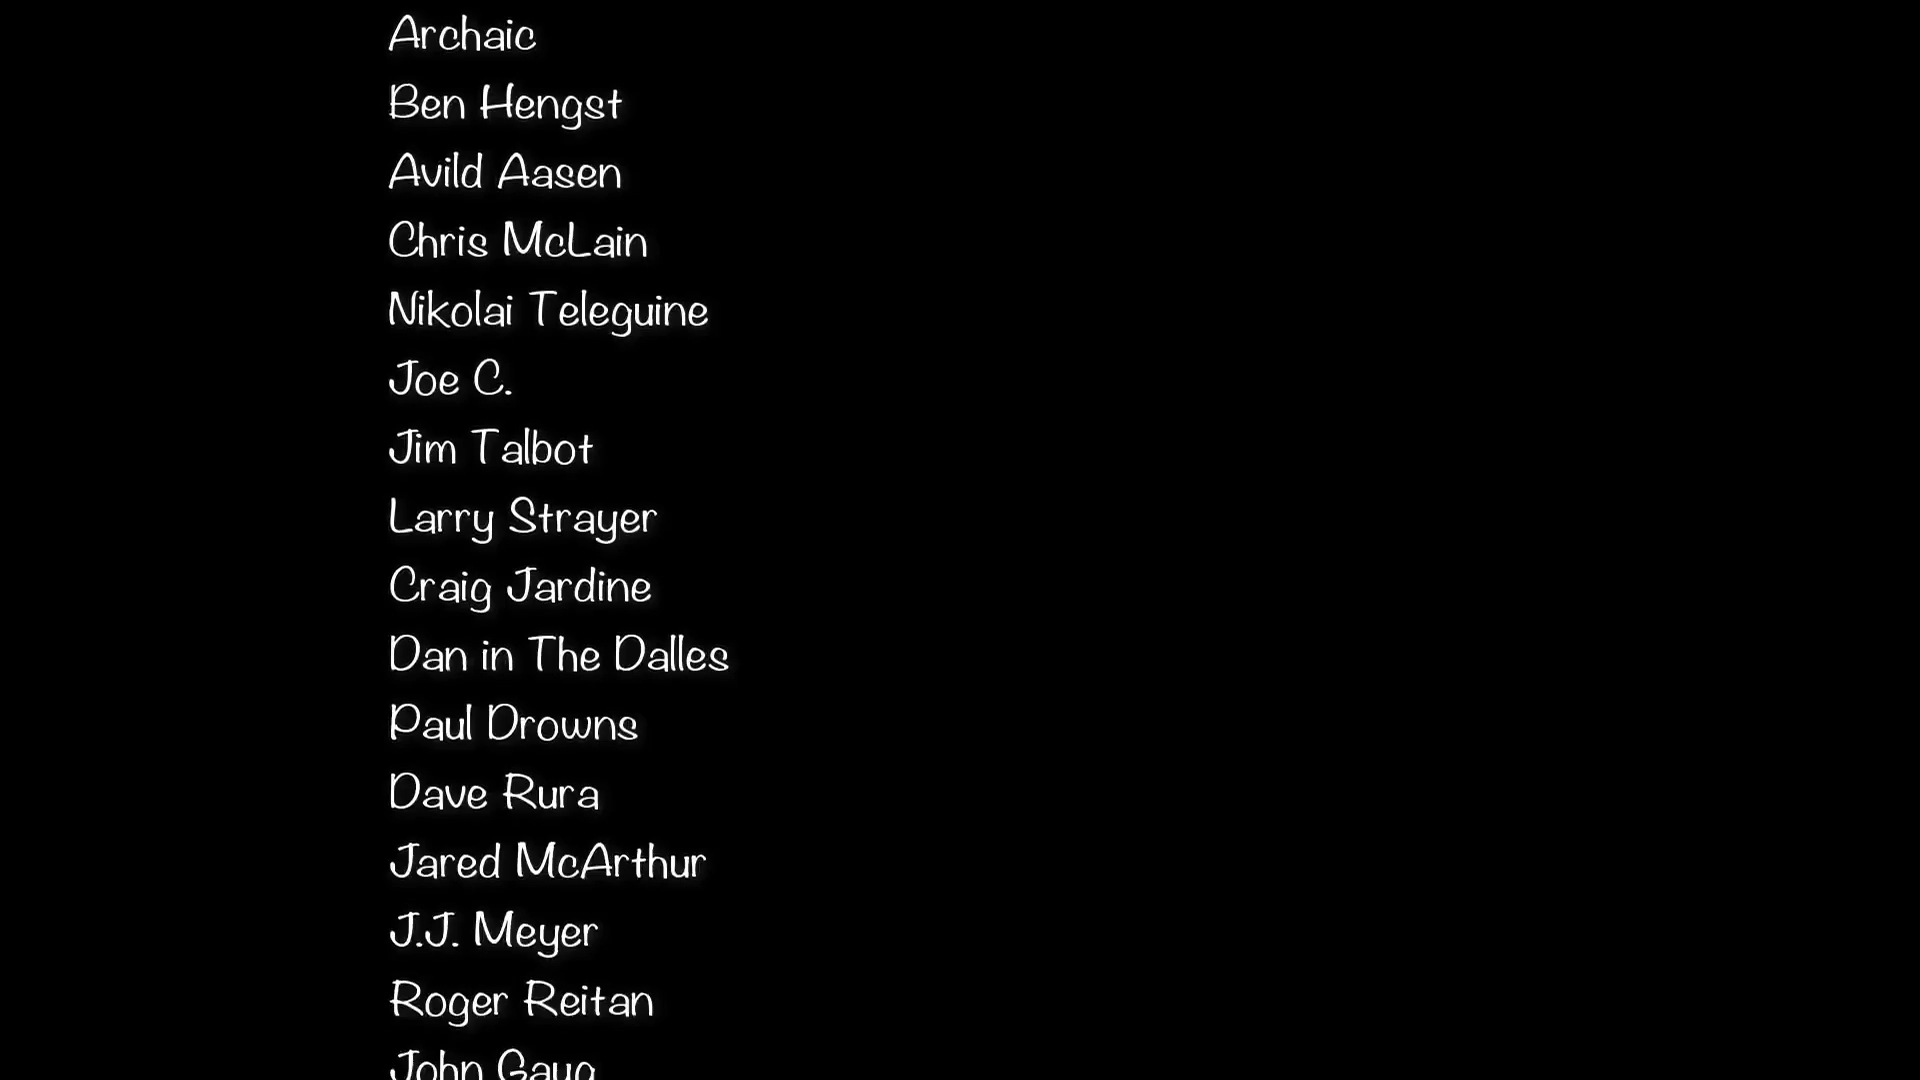 Archaic
Ben Hengst
Avild Aasen
Chris McLain
Nikolai Teleguine
Joe C.
Jim Talbot
Larry Strayer
Craig Jardine
Dan in The Dalles
Paul Drowns
Dave Rura
Jared McArthur
J.J. Meyer
Roger Reitan
John